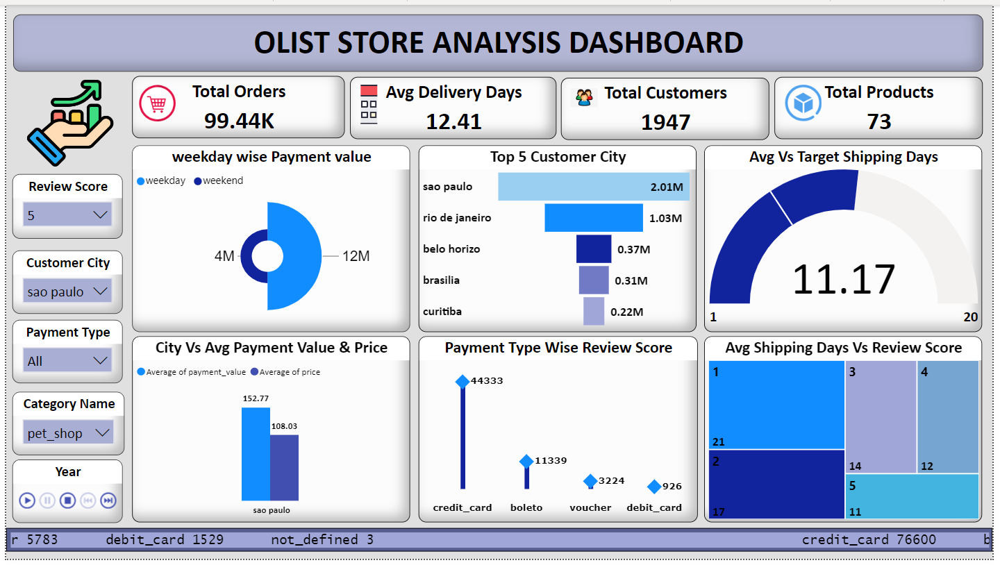 OLIST STORE ANALYSIS DASHBOARD
Total Orders
99.44K
Avg Delivery Days
12.41
Total Customers
1947
Total Products
73
Review Score
5
Customer City
sao paulo
Payment Type
All
Category Name
pet_shop
Year
weekday wise Payment value
weekday weekend
4M 12M
Top 5 Customer City
sao paulo 2.01M
rio de janeiro 1.03M
belo horizo 0.37M
brasilia 0.31M
curitiba 0.22M
Avg Vs Target Shipping Days
11.17
1 20
City Vs Avg Payment Value & Price
Average of payment_value Average of price
152.77
108.03
sao paulo
Payment Type Wise Review Score
44333
11339
3224
926
credit_card boleto voucher debit_card
Avg Shipping Days Vs Review Score
1 3 4
21
2 14 12
5
17 11
r 5783 debit_card 1529 not_defined 3 credit_card 76600 b